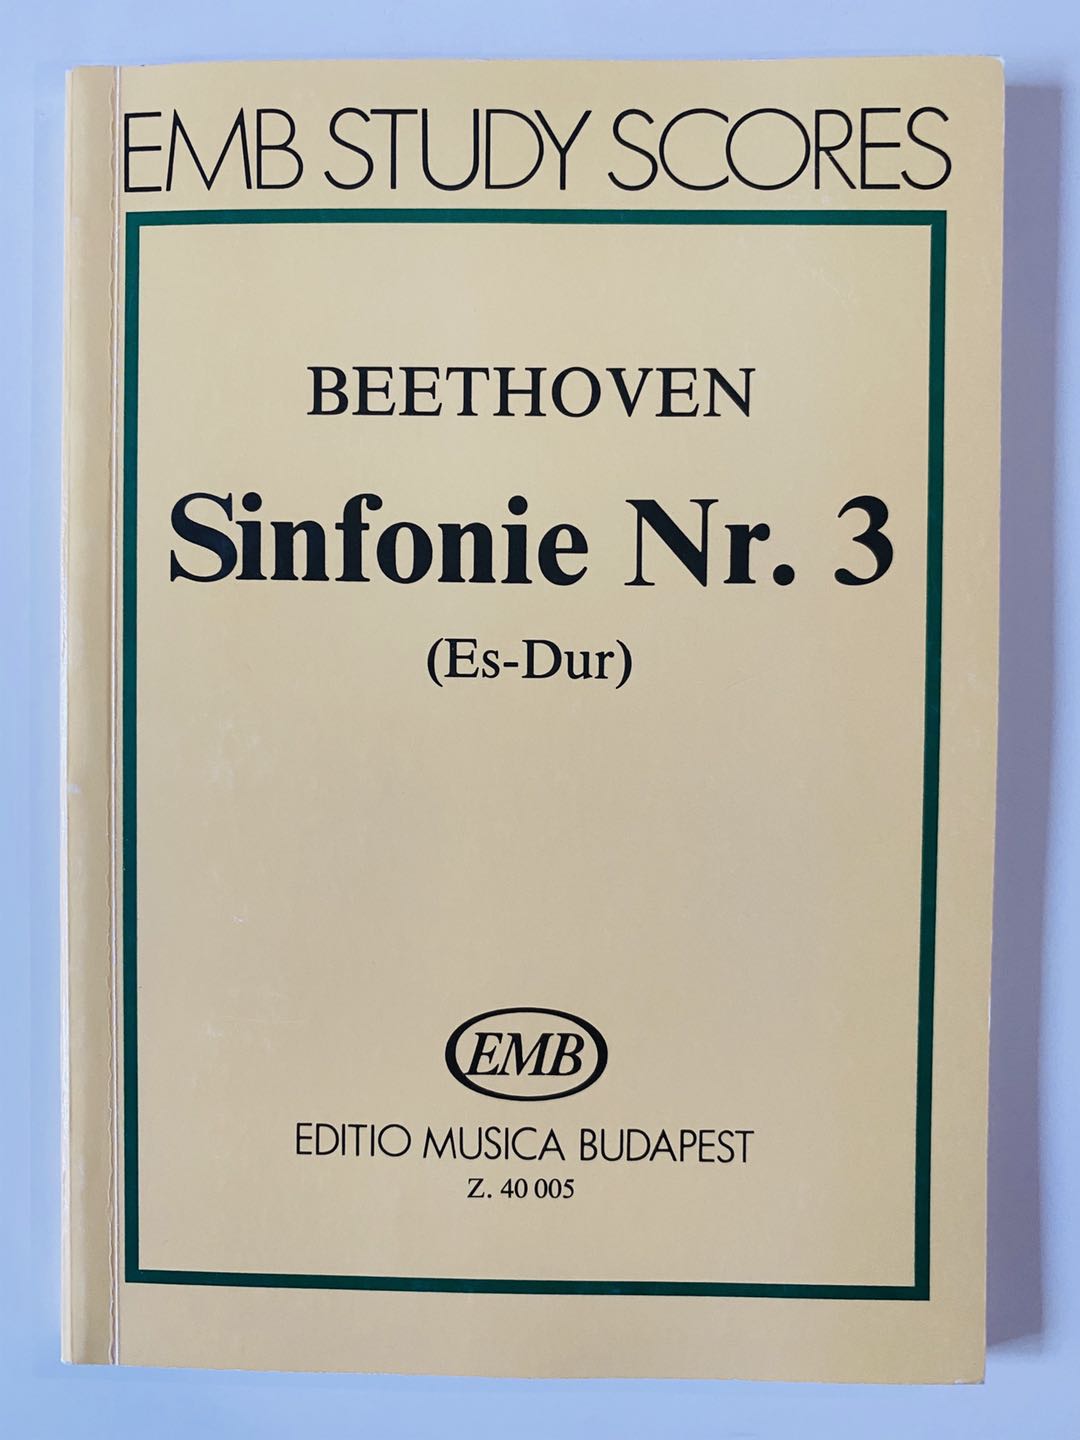 EMB STUDY SCORES
BEETHOVEN
Sinfonie Nr. 3
(Es-Dur)
EMB
EDITIO MUSICA BUDAPEST
Z. 40 005